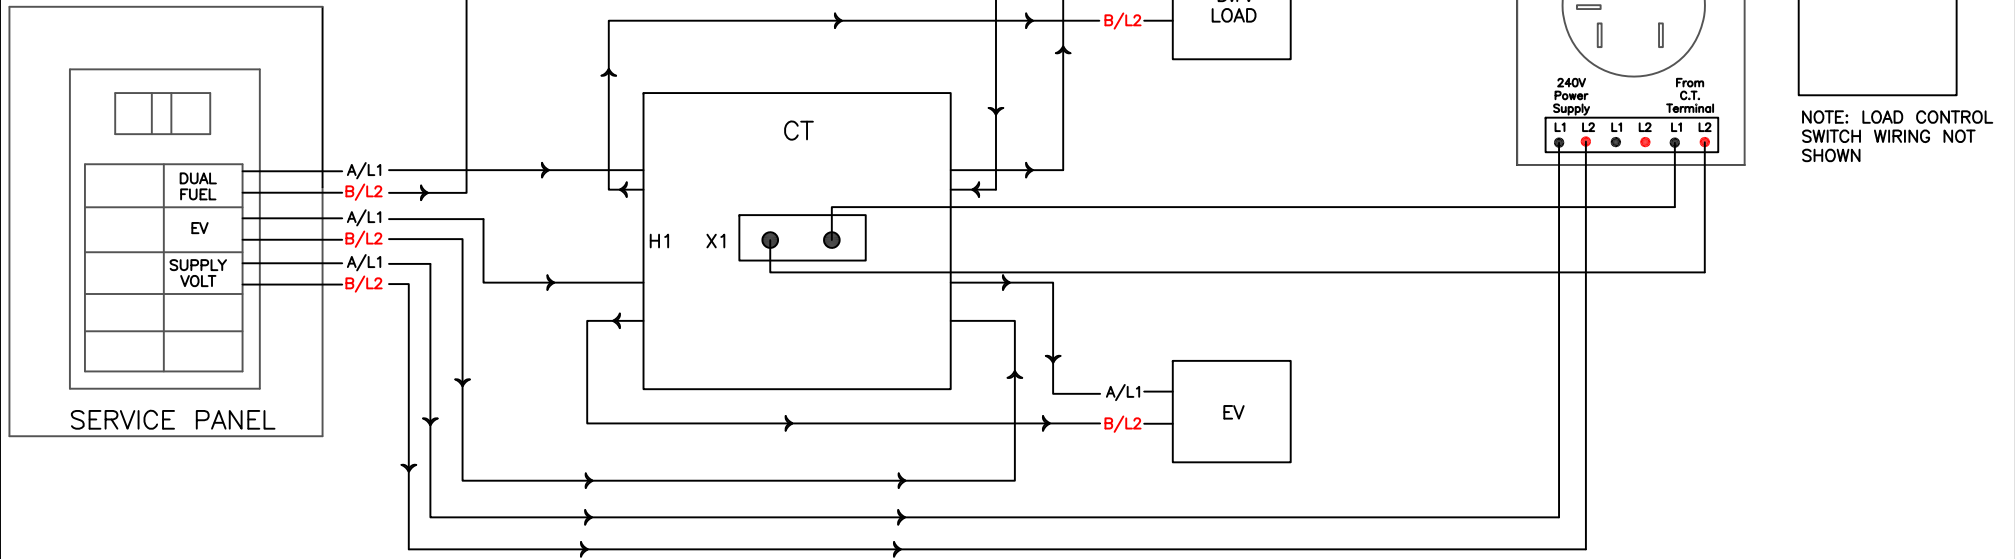 LOAD
B/L2
240V
Power
Supply
From
C.T.
Terminal
L1 L2 L1 L2 L1 L2
NOTE: LOAD CONTROL
SWITCH WIRING NOT
SHOWN
CT
DUAL
FUEL
A/L1
B/L2
EV
A/L1
B/L2
SUPPLY
VOLT
A/L1
B/L2
H1
X1
SERVICE PANEL
A/L1
B/L2
EV